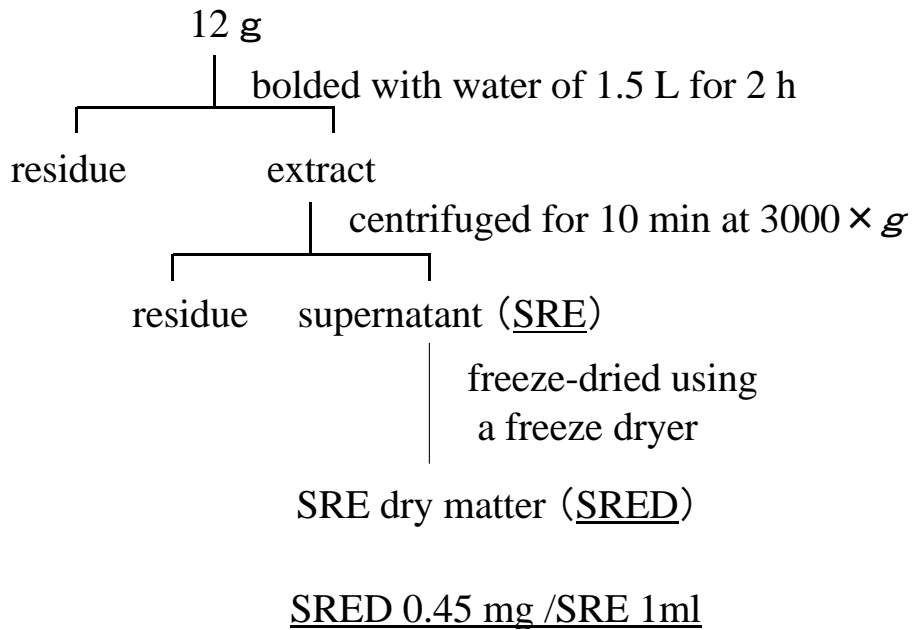 12 g
bolded with water of 1.5 L for 2 h
residue extract
centrifuged for 10 min at 3000×g
residue supernatant（SRE）
freeze-dried using
a freeze dryer
SRE dry matter（SRED）
SRED 0.45 mg /SRE 1ml